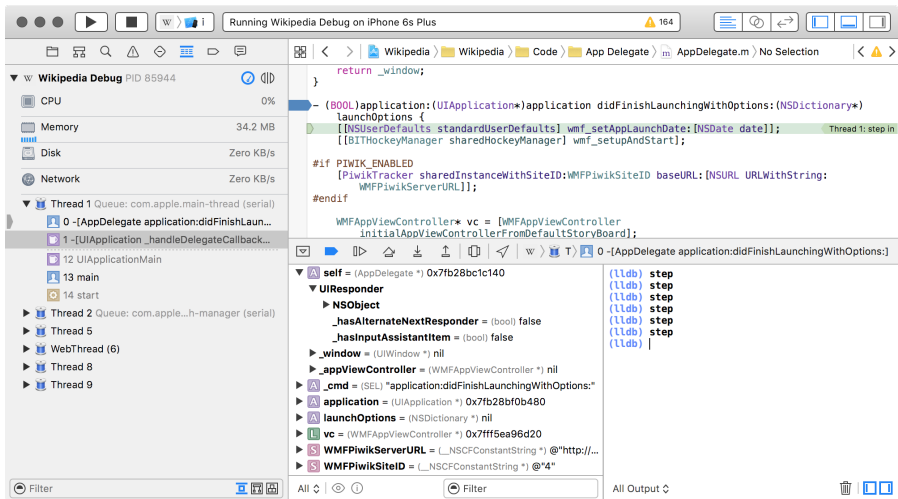 Running Wikipedia Debug on iPhone 6s Plus
164
W
i
Wikipedia
Wikipedia
Code
App Delegate
m AppDelegate.m
No Selection
W Wikipedia Debug PID 85944
CPU 0%
Memory 34.2 MB
Disk Zero KB/s
Network Zero KB/s
Thread 1 Queue: com.apple.main-thread (serial)
0 -[AppDelegate application:didFinishLaun...
1 -[UIApplication _handleDelegateCallback...
12 UIApplicationMain
13 main
14 start
Thread 2 Queue: com.apple...h-manager (serial)
Thread 5
WebThread (6)
Thread 8
Thread 9
Filter
return _window;
}
- (BOOL)application:(UIApplication*)application didFinishLaunchingWithOptions:(NSDictionary*)
launchOptions {
[[NSUserDefaults standardUserDefaults] wmf_setAppLaunchDate:[NSDate date]];
Thread 1: step in
[[BITHockeyManager sharedHockeyManager] wmf_setupAndStart];
#if PIWIK_ENABLED
[PiwikTracker sharedInstanceWithSiteID:WMFPiwikSiteID baseURL:[NSURL URLWithString:
WMFPiwikServerURL]];
#endif
WMFAppViewController* vc = [WMFAppViewController
initialAppViewControllerFromDefaultStoryBoard];
W
T
0 -[AppDelegate application:didFinishLaunchingWithOptions:]
A self = (AppDelegate *) 0x7fb28bc1c140
UIResponder
NSObject
_hasAlternateNextResponder = (bool) false
_hasInputAssistantItem = (bool) false
_window = (UIWindow *) nil
_appViewController = (WMFAppViewController *) nil
A _cmd = (SEL) "application:didFinishLaunchingWithOptions:"
A application = (UIApplication *) 0x7fb28bf0b480
A launchOptions = (NSDictionary *) nil
L vc = (WMFAppViewController *) 0x7fff5ea96d20
S WMFPiwikServerURL = (__NSCFConstantString *) @"http://...
S WMFPiwikSiteID = (__NSCFConstantString *) @"4"
All
Filter
(lldb) step
(lldb) step
(lldb) step
(lldb) step
(lldb) step
(lldb) step
(lldb)
All Output